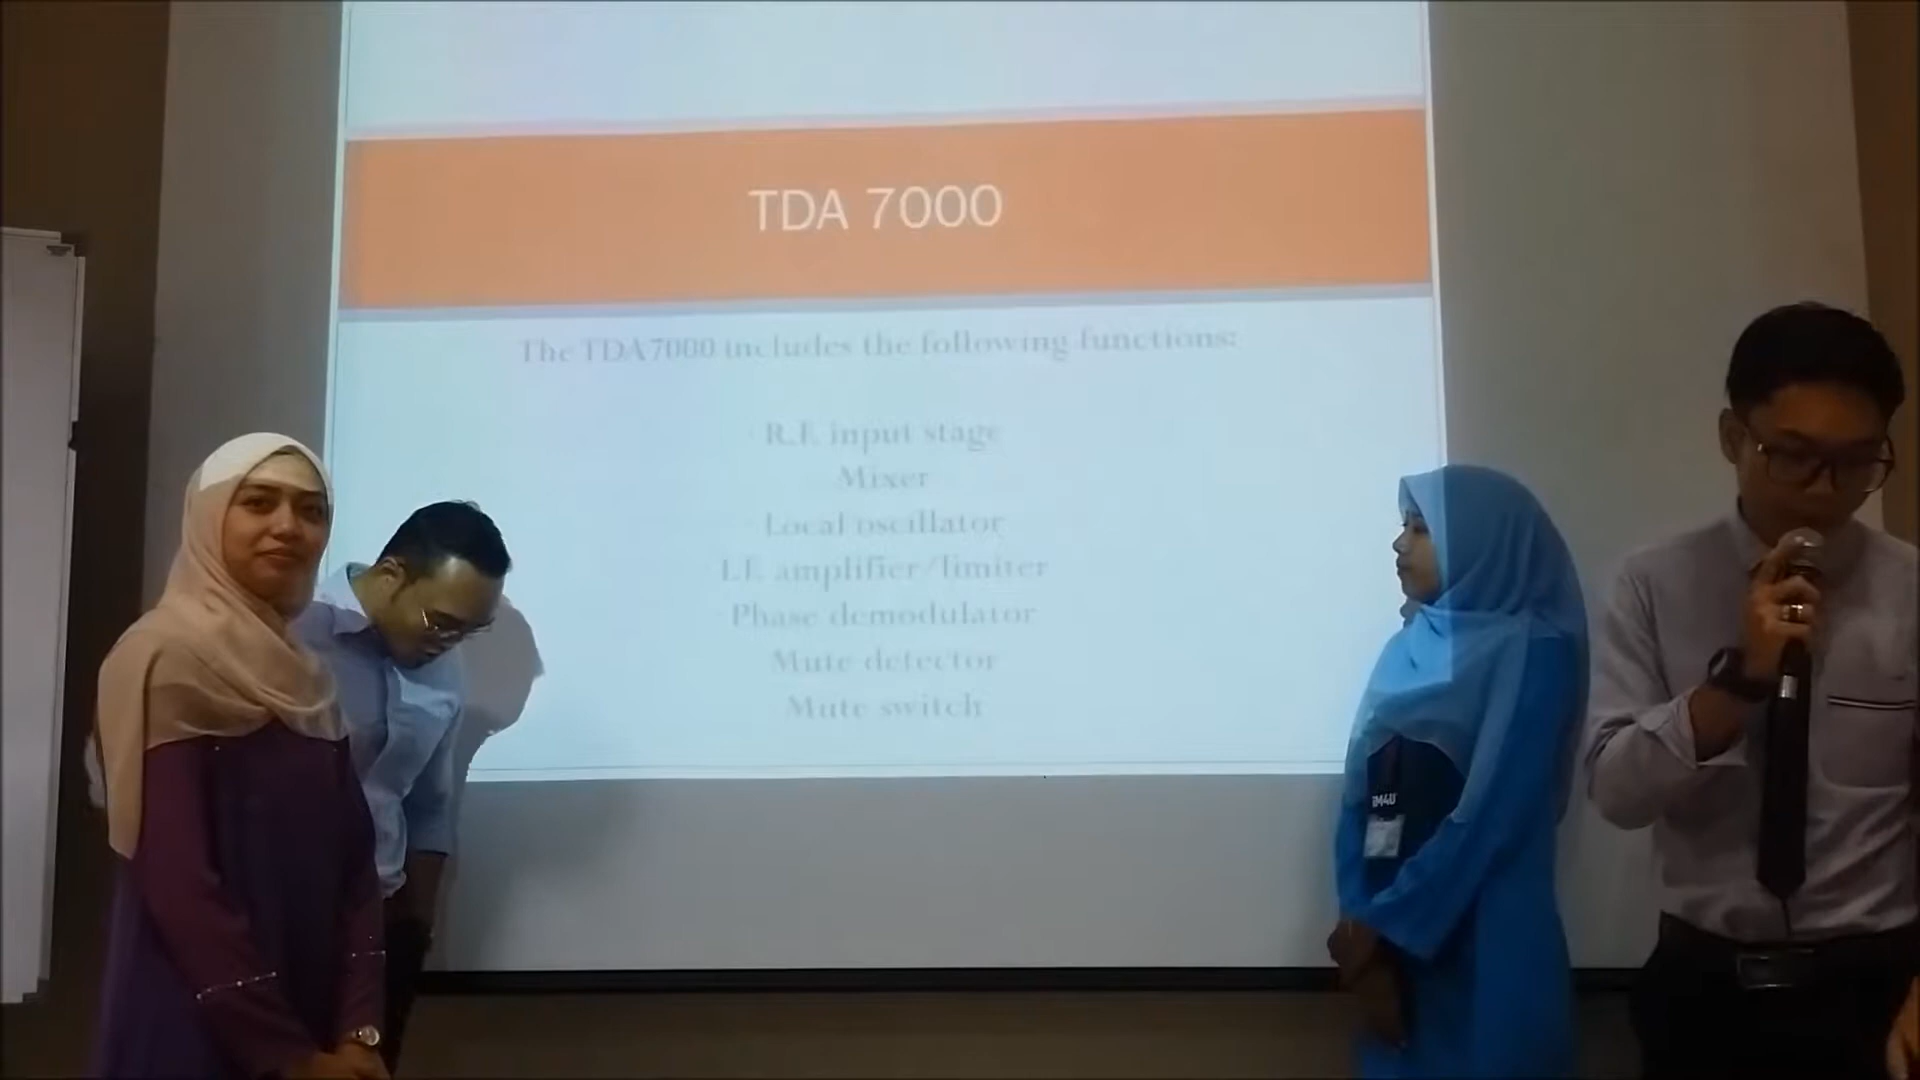 TDA 7000
The TDA7000 includes the following functions:
· R.F. input stage
Mixer
· Local oscillator
I.F. amplifier/limiter
· Phase demodulator
Mute detector
Mute switch
iM4U